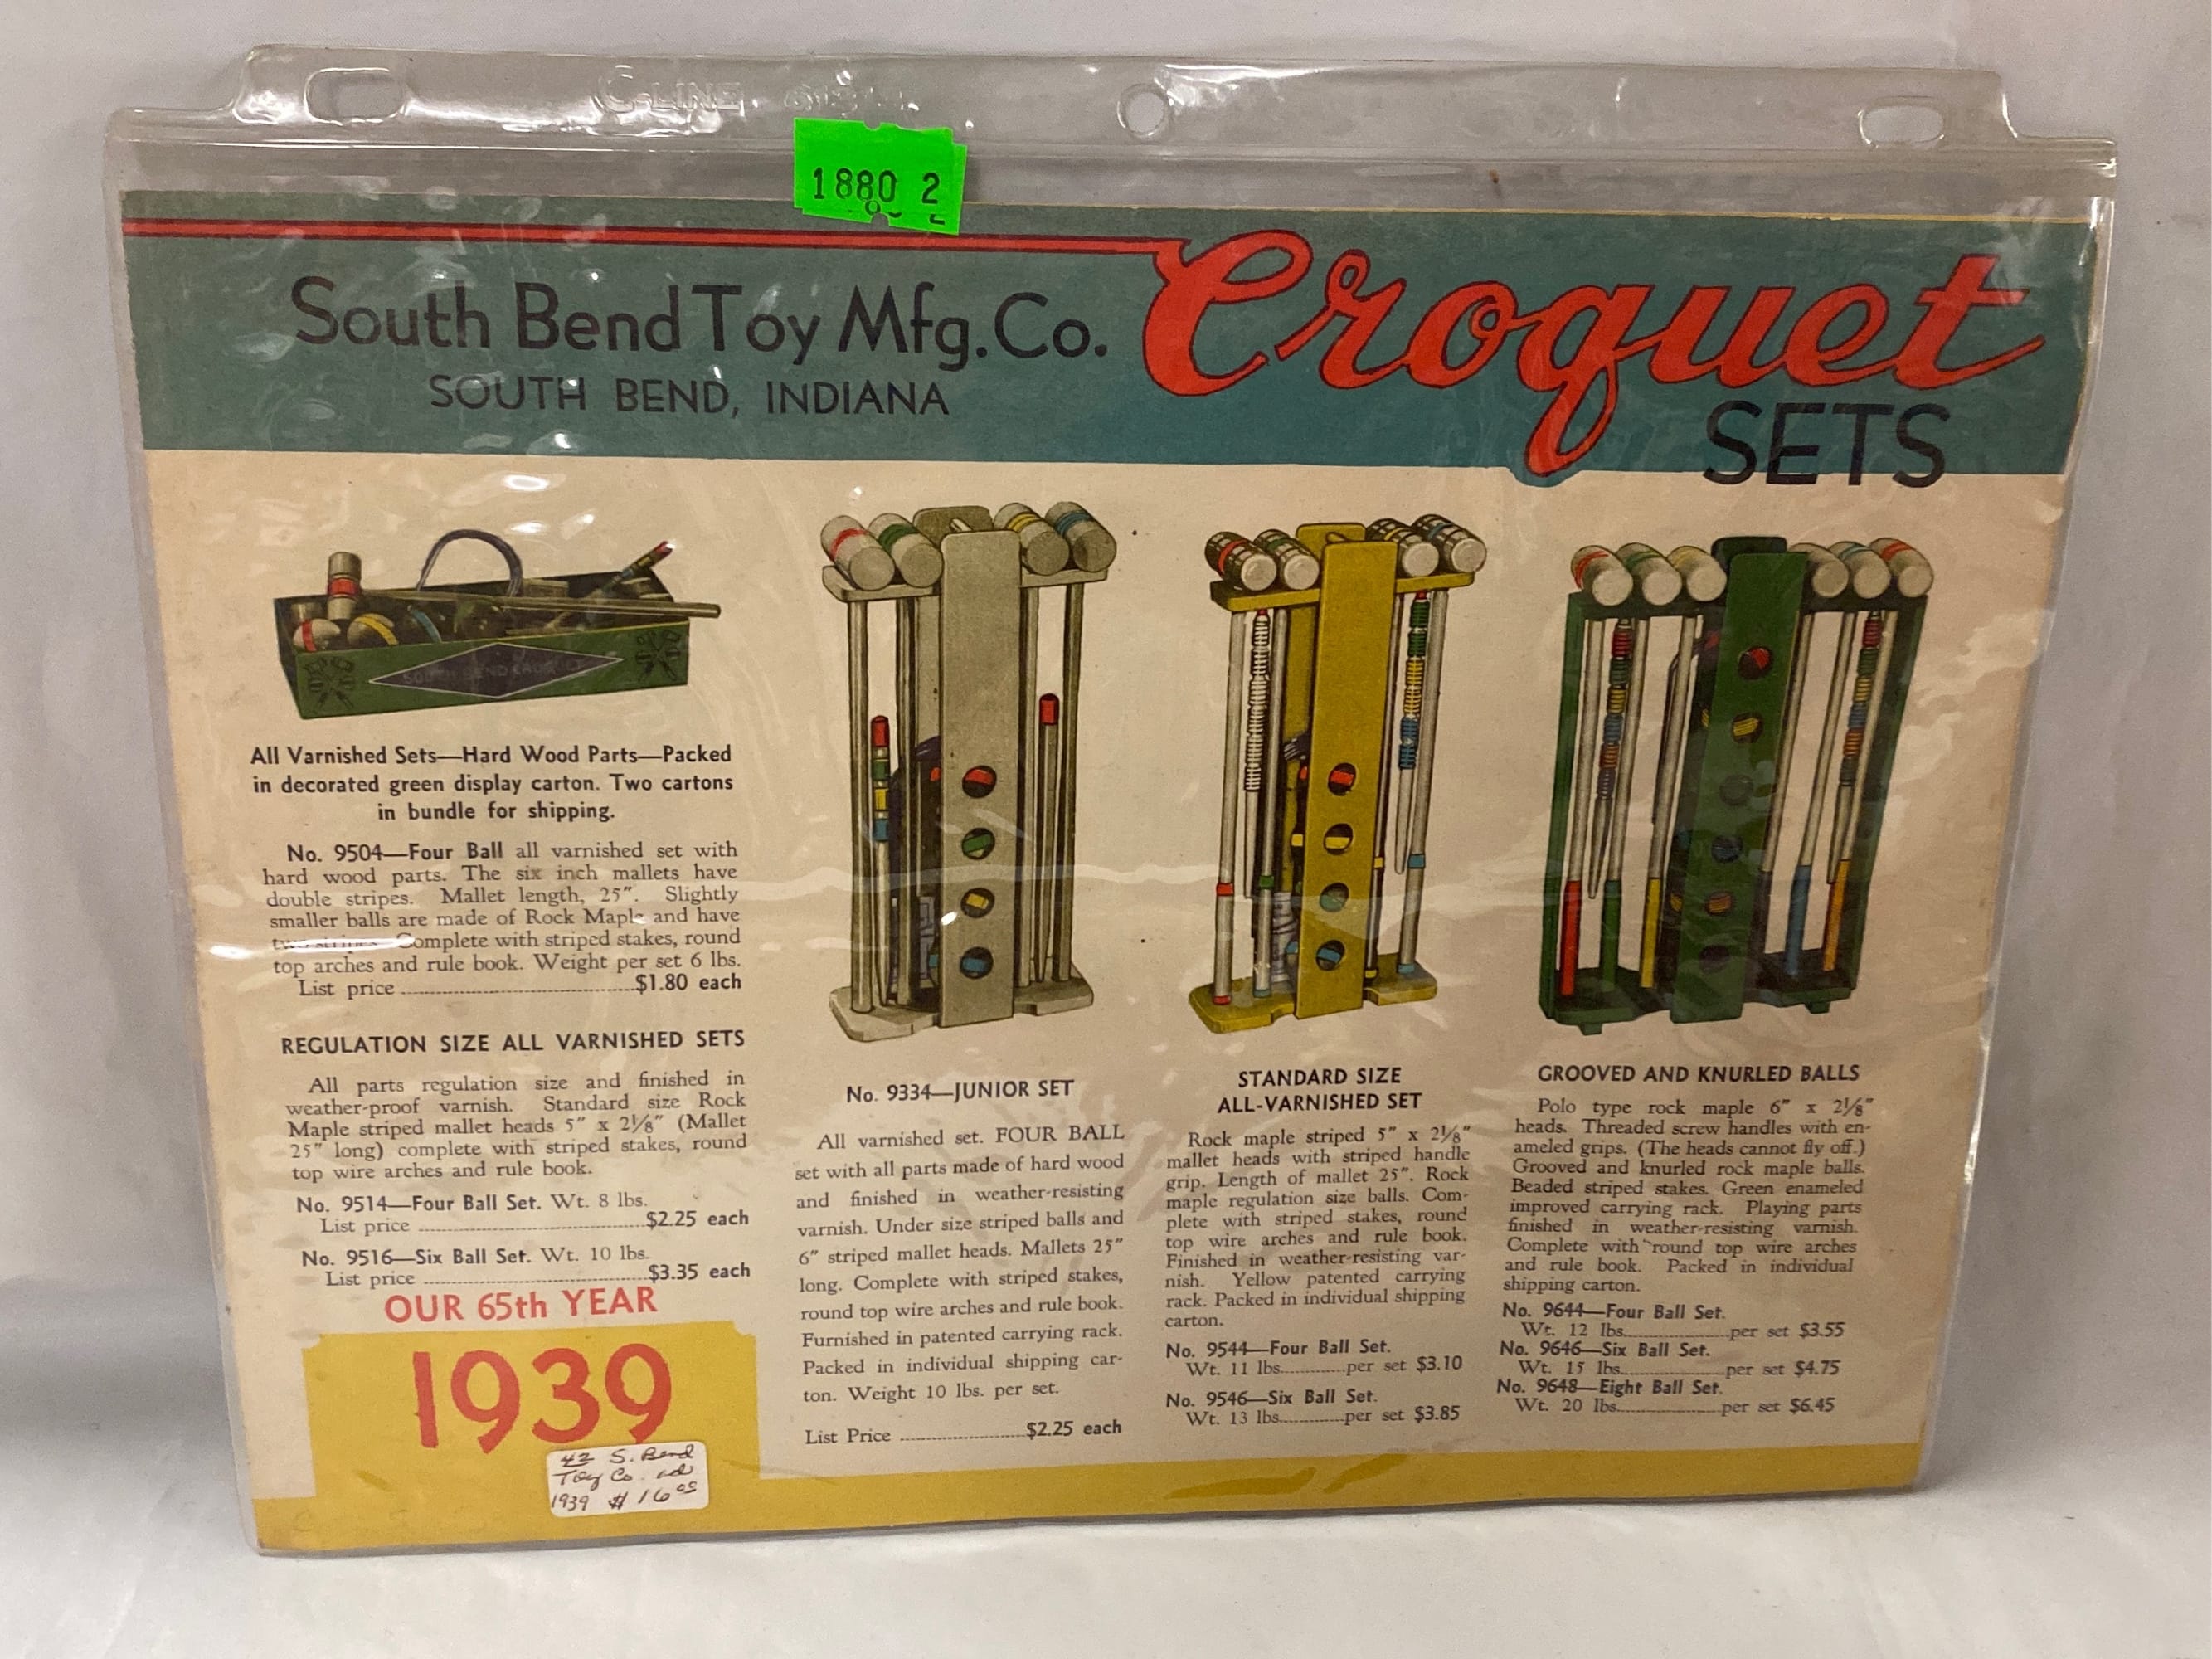 C-LINE
1880 2
South Bend Toy Mfg. Co.
SOUTH BEND, INDIANA
Croquet
SETS
SOUTH BEND CROQUET
All Varnished Sets—Hard Wood Parts—Packed
in decorated green display carton. Two cartons
in bundle for shipping.
No. 9504—Four Ball all varnished set with
hard wood parts. The six inch mallets have
double stripes. Mallet length, 25″. Slightly
smaller balls are made of Rock Maple and have
two stripes. Complete with striped stakes, round
top arches and rule book. Weight per set 6 lbs.
List price ........................ $1.80 each
REGULATION SIZE ALL VARNISHED SETS
All parts regulation size and finished in
weather-proof varnish. Standard size Rock
Maple striped mallet heads 5″ x 2⅛″ (Mallet
25″ long) complete with striped stakes, round
top wire arches and rule book.
No. 9514—Four Ball Set. Wt. 8 lbs.
List price ........................ $2.25 each
No. 9516—Six Ball Set. Wt. 10 lbs.
List price ........................ $3.35 each
OUR 65th YEAR
1939
42 S. Bend
Toy Co. ad
1939 $16 00
No. 9334—JUNIOR SET
All varnished set. FOUR BALL
set with all parts made of hard wood
and finished in weather-resisting
varnish. Under size striped balls and
6″ striped mallet heads. Mallets 25″
long. Complete with striped stakes,
round top wire arches and rule book.
Furnished in patented carrying rack.
Packed in individual shipping car-
ton. Weight 10 lbs. per set.
List Price ........................ $2.25 each
STANDARD SIZE
ALL-VARNISHED SET
Rock maple striped 5″ x 2⅛″
mallet heads with striped handle
grip. Length of mallet 25″. Rock
maple regulation size balls. Com-
plete with striped stakes, round
top wire arches and rule book.
Finished in weather-resisting var-
nish. Yellow patented carrying
rack. Packed in individual shipping
carton.
No. 9544—Four Ball Set.
Wt. 11 lbs. ............ per set $3.10
No. 9546—Six Ball Set.
Wt. 13 lbs. ............ per set $3.85
GROOVED AND KNURLED BALLS
Polo type rock maple 6″ x 2⅛″
heads. Threaded screw handles with en-
ameled grips. (The heads cannot fly off.)
Grooved and knurled rock maple balls.
Beaded striped stakes. Green enameled
improved carrying rack. Playing parts
finished in weather-resisting varnish.
Complete with round top wire arches
and rule book. Packed in individual
shipping carton.
No. 9644—Four Ball Set.
Wt. 12 lbs. ............ per set $3.55
No. 9646—Six Ball Set.
Wt. 15 lbs. ............ per set $4.75
No. 9648—Eight Ball Set.
Wt. 20 lbs. ............ per set $6.45